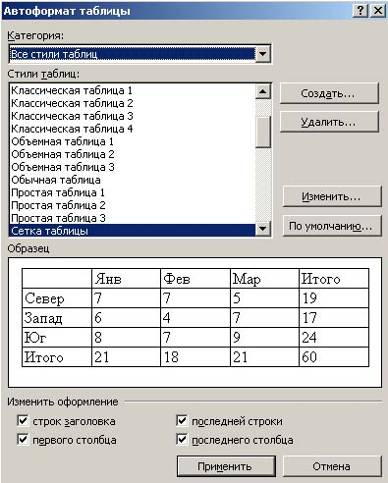 Автоформат таблицы
Категория:
Все стили таблиц
Стили таблиц:
Классическая таблица 1
Классическая таблица 2
Классическая таблица 3
Классическая таблица 4
Объемная таблица 1
Объемная таблица 2
Объемная таблица 3
Обычная таблица
Простая таблица 1
Простая таблица 2
Простая таблица 3
Сетка таблицы
Создать...
Удалить...
Изменить...
По умолчанию...
Образец
Янв Фев Мар Итого
Север 7 7 5 19
Запад 6 4 7 17
Юг 8 7 9 24
Итого 21 18 21 60
Изменить оформление
строк заголовка
последней строки
первого столбца
последнего столбца
Применить
Отмена